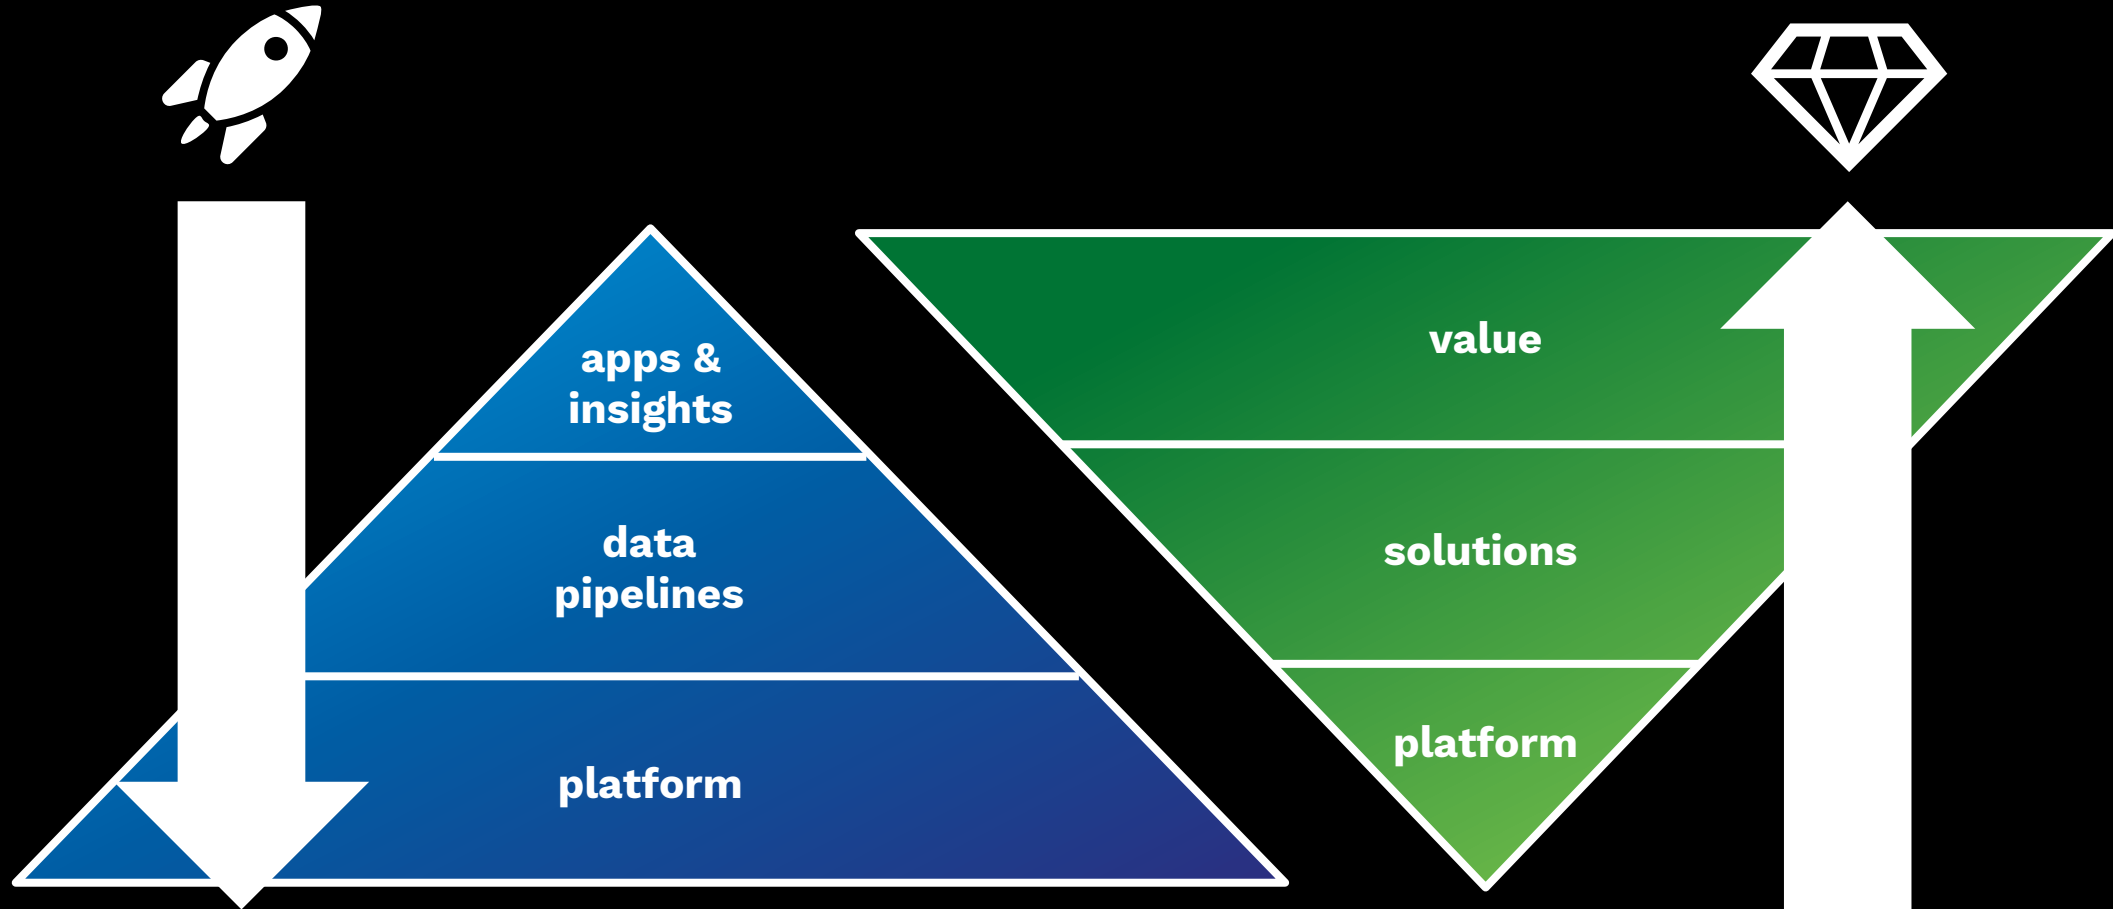 apps &
insights
data
pipelines
platform
value
solutions
platform